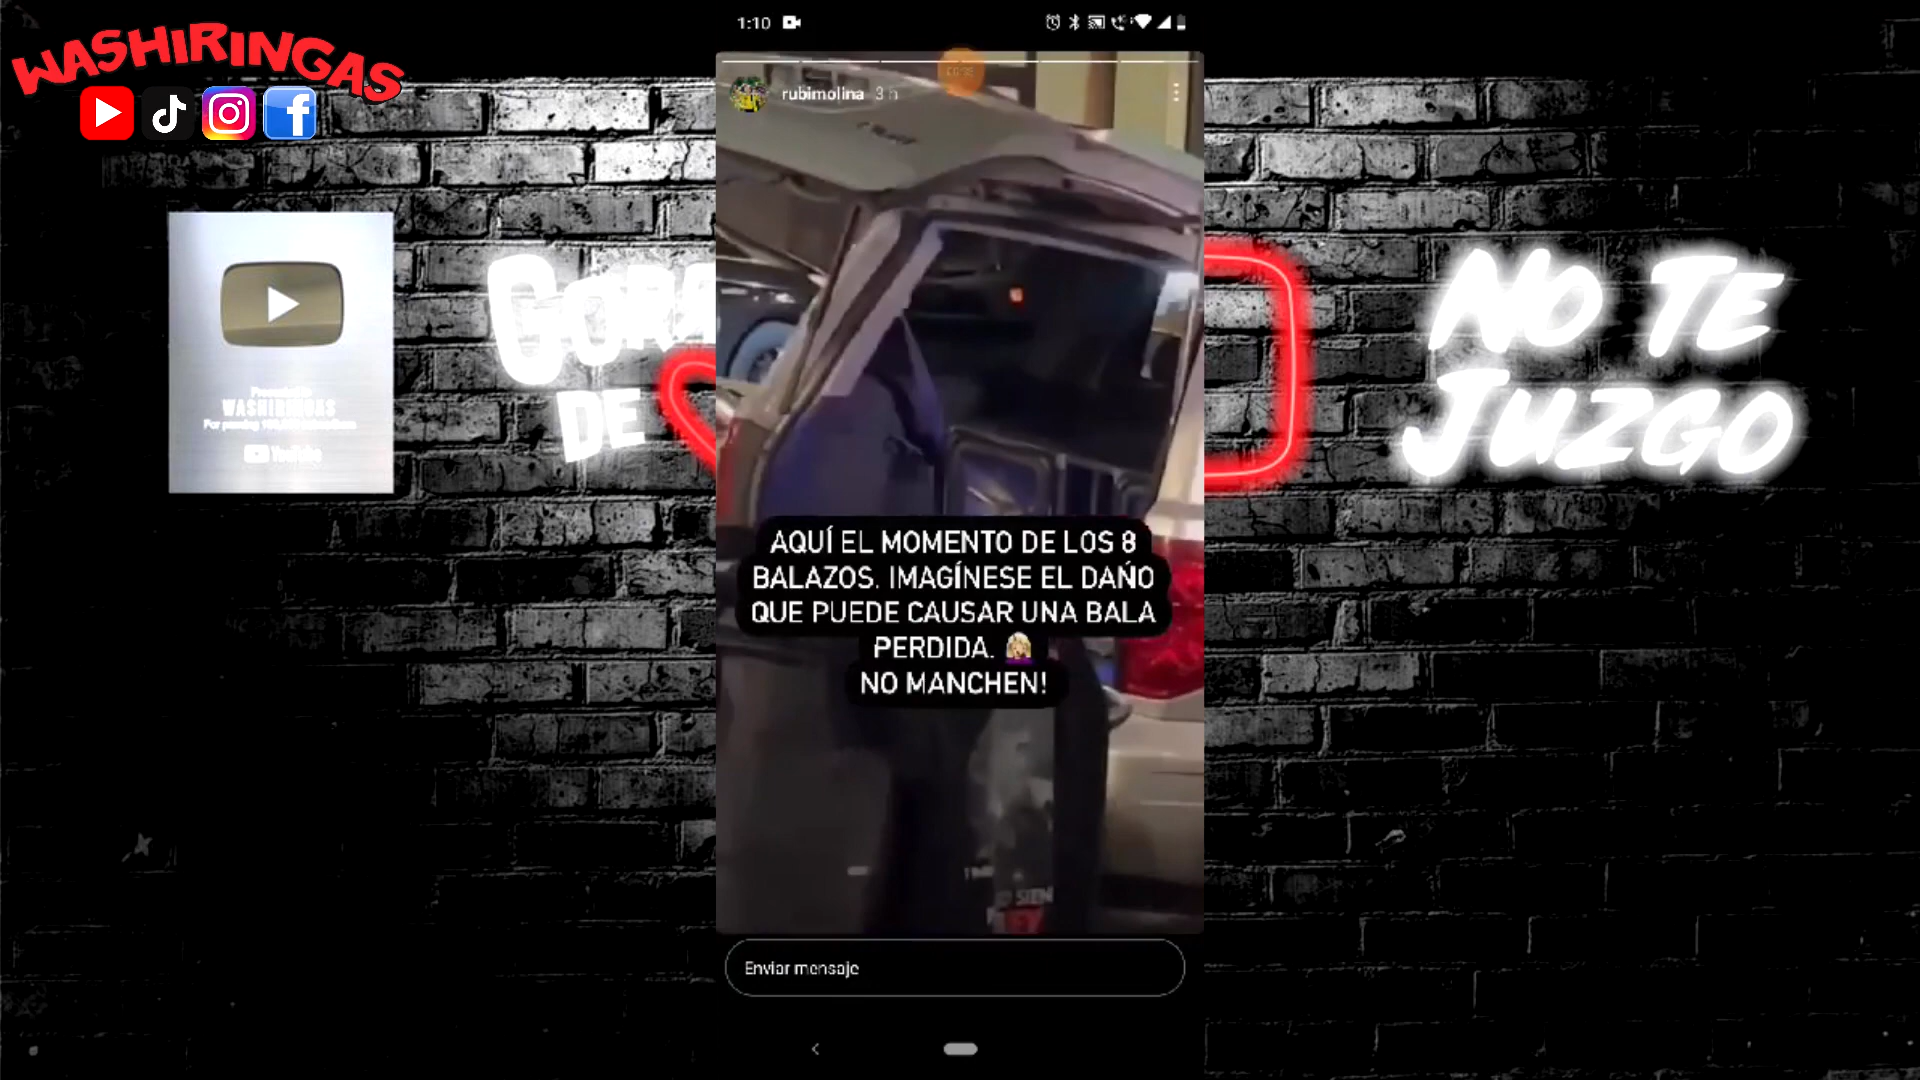 WASHIRINGAS
1:10
rubimolina 3 h
WASHIRINGAS
YouTube
DE
NO TE
JUZGO
AQUÍ EL MOMENTO DE LOS 8
BALAZOS. IMAGÍNESE EL DAÑO
QUE PUEDE CAUSAR UNA BALA
PERDIDA.
NO MANCHEN!
Enviar mensaje